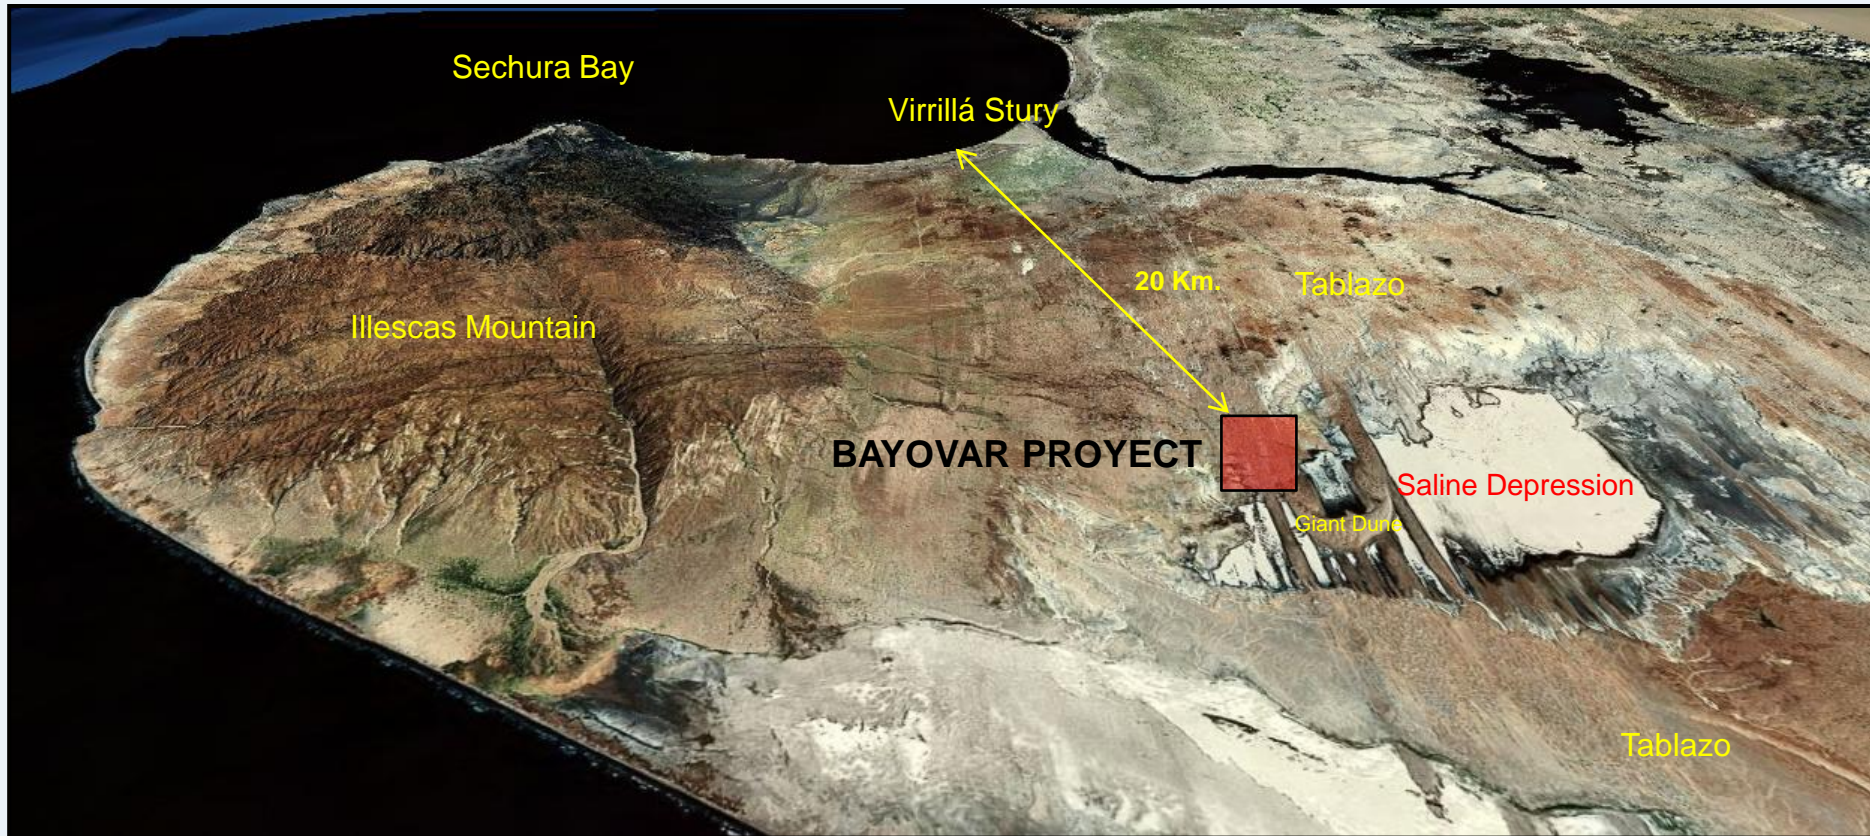 Sechura Bay
Virrillá Stury
20 Km.
Tablazo
Illescas Mountain
BAYOVAR PROYECT
Saline Depression
Giant Dune
Tablazo